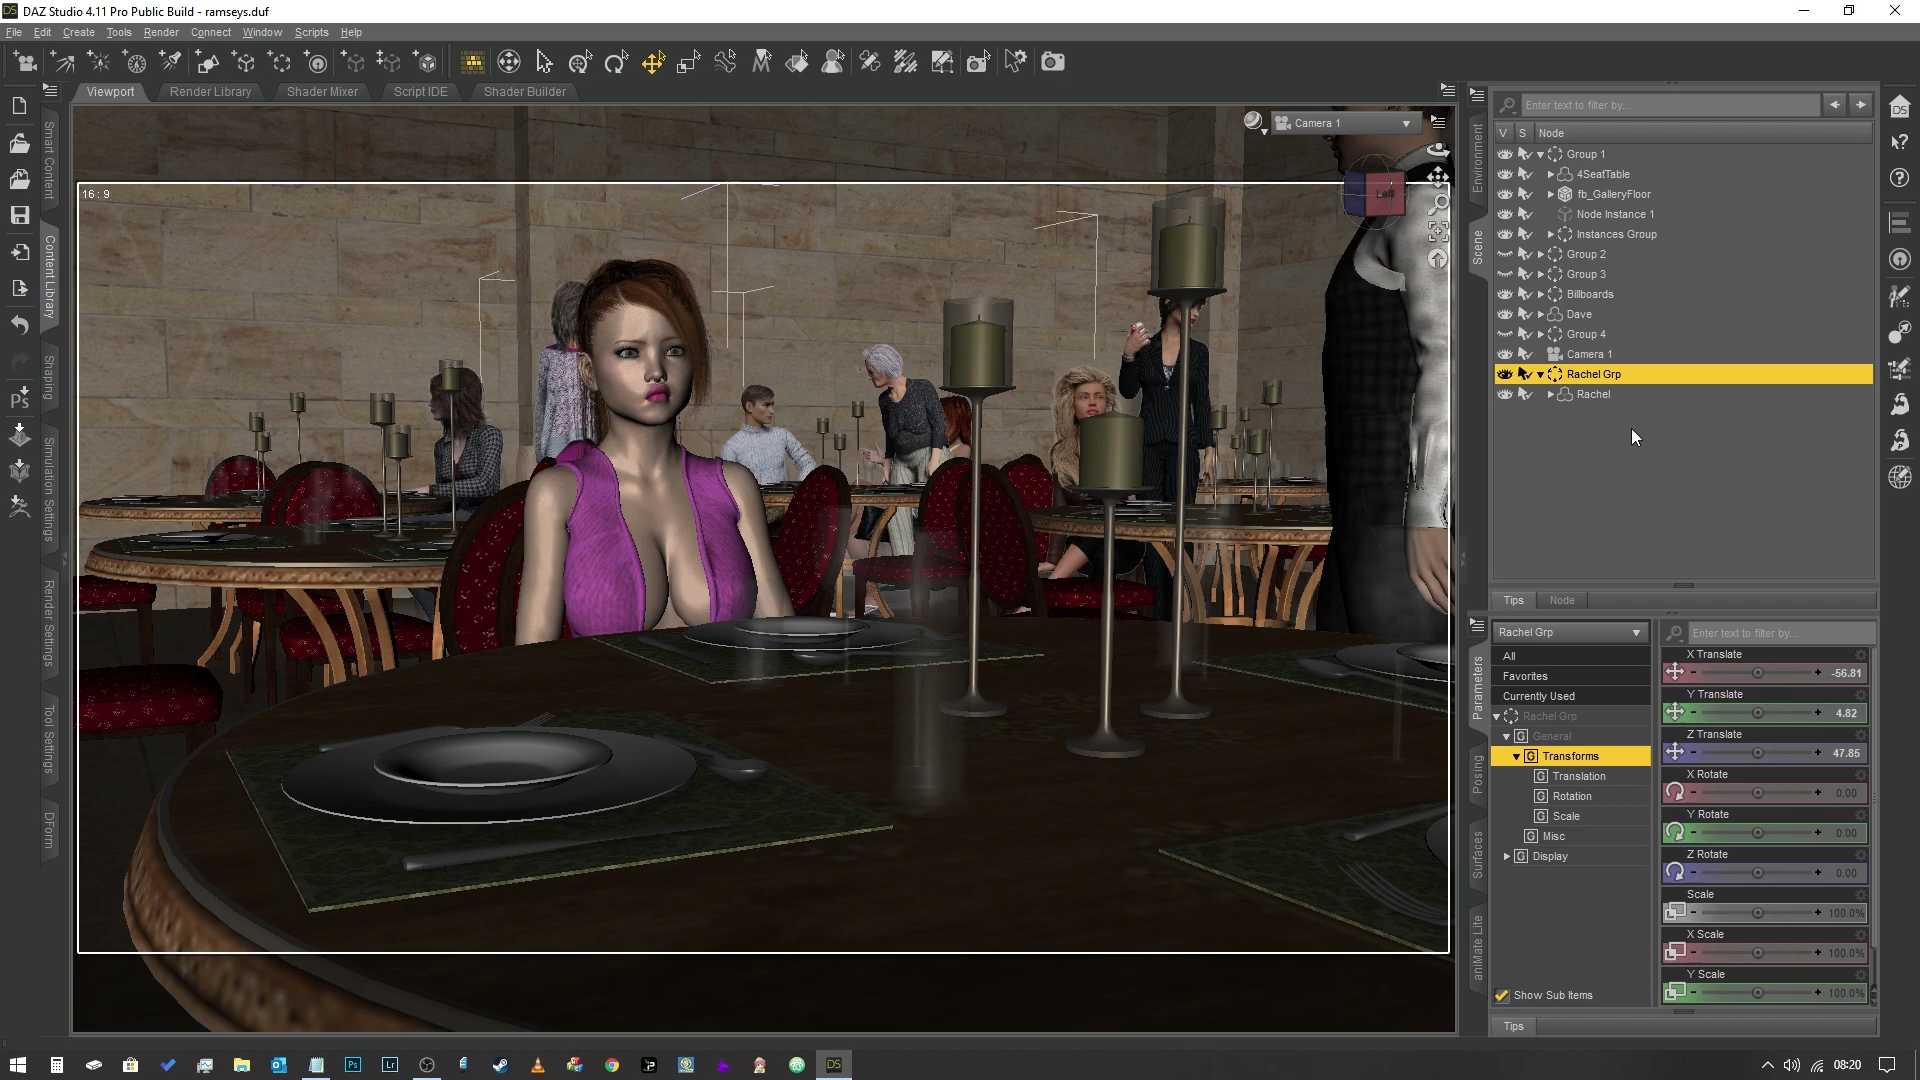 DAZ Studio 4.11 Pro Public Build - ramseys.duf
File Edit Create Tools Render Connect Window Scripts Help
Viewport Render Library Shader Mixer Script IDE Shader Builder
Smart Content
Content Library
Shaping
Simulation Settings
Render Settings
Tool Settings
DForm
16 : 9
Camera 1
Left
Environment
Scene
Enter text to filter by...
V S Node
Group 1
4SeatTable
fb_GalleryFloor
Node Instance 1
Instances Group
Group 2
Group 3
Billboards
Dave
Group 4
Camera 1
Rachel Grp
Rachel
Tips Node
Parameters
Posing
Surfaces
aniMate Lite
Rachel Grp
All
Favorites
Currently Used
Rachel Grp
G General
G Transforms
G Translation
G Rotation
G Scale
G Misc
G Display
Show Sub Items
Enter text to filter by...
X Translate
- + -56.81
Y Translate
- + 4.82
Z Translate
- + 47.85
X Rotate
- + 0.00
Y Rotate
- + 0.00
Z Rotate
- + 0.00
Scale
- + 100.0%
X Scale
- + 100.0%
Y Scale
- + 100.0%
Tips
Ps Lr DS 08:20